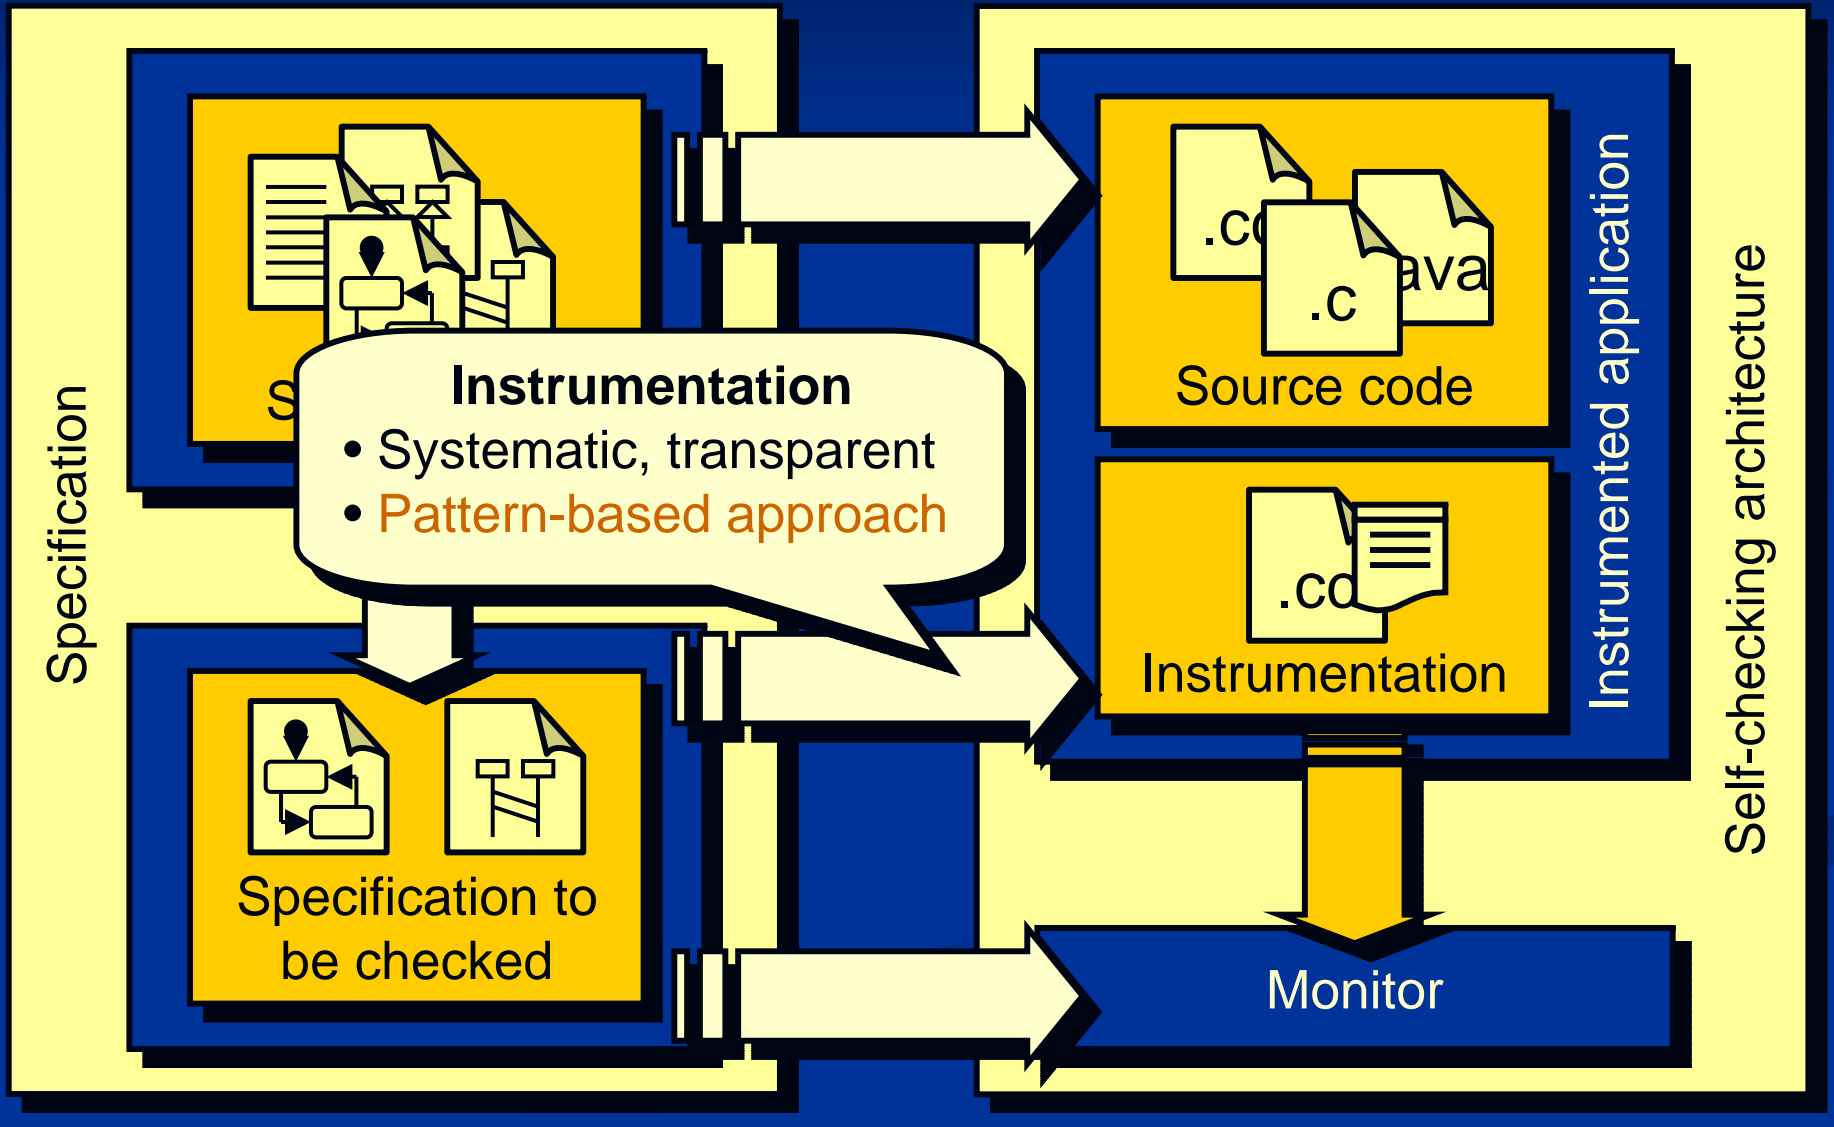 Specification
Instrumentation
• Systematic, transparent
• Pattern-based approach
Specification to
be checked
.c
Source code
Instrumentation
Instrumented application
Self-checking architecture
Monitor